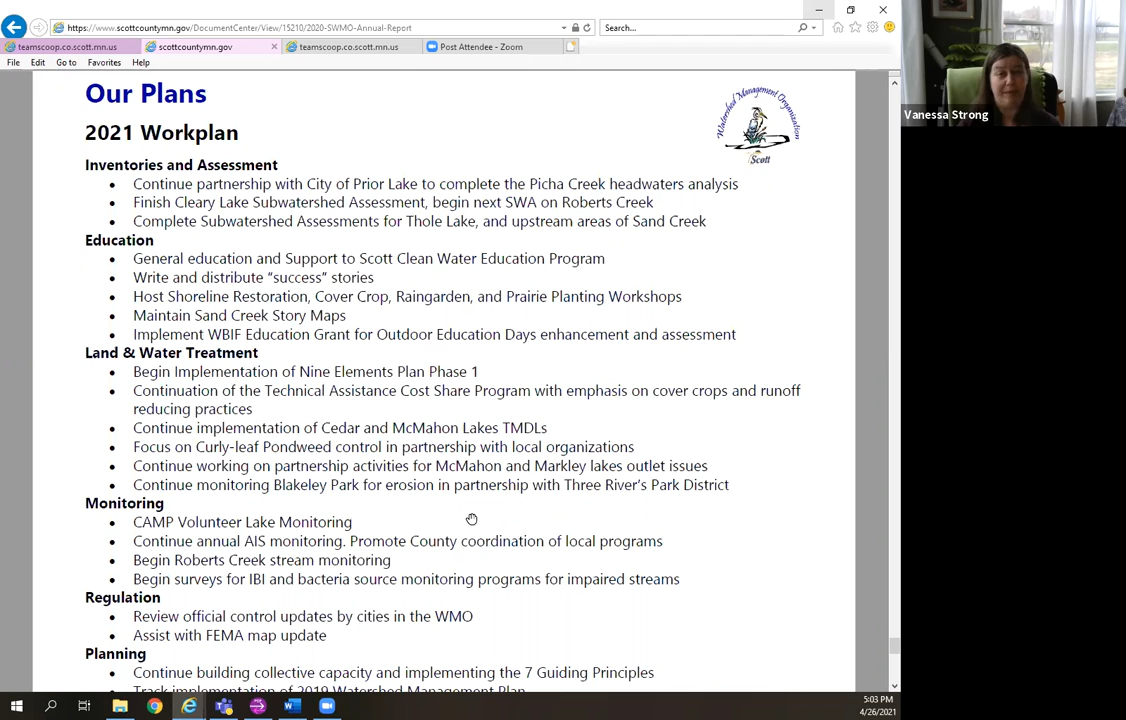 https://www.scottcountymn.gov/DocumentCenter/View/15210/2020-SWMO-Annual-Report
Search...
teamscoop.co.scott.mn.us
scottcountymn.gov
teamscoop.co.scott.mn.us
Post Attendee - Zoom
File Edit Go to Favorites Help
Vanessa Strong
Our Plans
Watershed Management Organization
Scott
2021 Workplan
Inventories and Assessment
• Continue partnership with City of Prior Lake to complete the Picha Creek headwaters analysis
• Finish Cleary Lake Subwatershed Assessment, begin next SWA on Roberts Creek
• Complete Subwatershed Assessments for Thole Lake, and upstream areas of Sand Creek
Education
• General education and Support to Scott Clean Water Education Program
• Write and distribute “success” stories
• Host Shoreline Restoration, Cover Crop, Raingarden, and Prairie Planting Workshops
• Maintain Sand Creek Story Maps
• Implement WBIF Education Grant for Outdoor Education Days enhancement and assessment
Land & Water Treatment
• Begin Implementation of Nine Elements Plan Phase 1
• Continuation of the Technical Assistance Cost Share Program with emphasis on cover crops and runoff
reducing practices
• Continue implementation of Cedar and McMahon Lakes TMDLs
• Focus on Curly-leaf Pondweed control in partnership with local organizations
• Continue working on partnership activities for McMahon and Markley lakes outlet issues
• Continue monitoring Blakeley Park for erosion in partnership with Three River’s Park District
Monitoring
• CAMP Volunteer Lake Monitoring
• Continue annual AIS monitoring. Promote County coordination of local programs
• Begin Roberts Creek stream monitoring
• Begin surveys for IBI and bacteria source monitoring programs for impaired streams
Regulation
• Review official control updates by cities in the WMO
• Assist with FEMA map update
Planning
• Continue building collective capacity and implementing the 7 Guiding Principles
• Track implementation of 2019 Watershed Management Plan
5:03 PM
4/26/2021